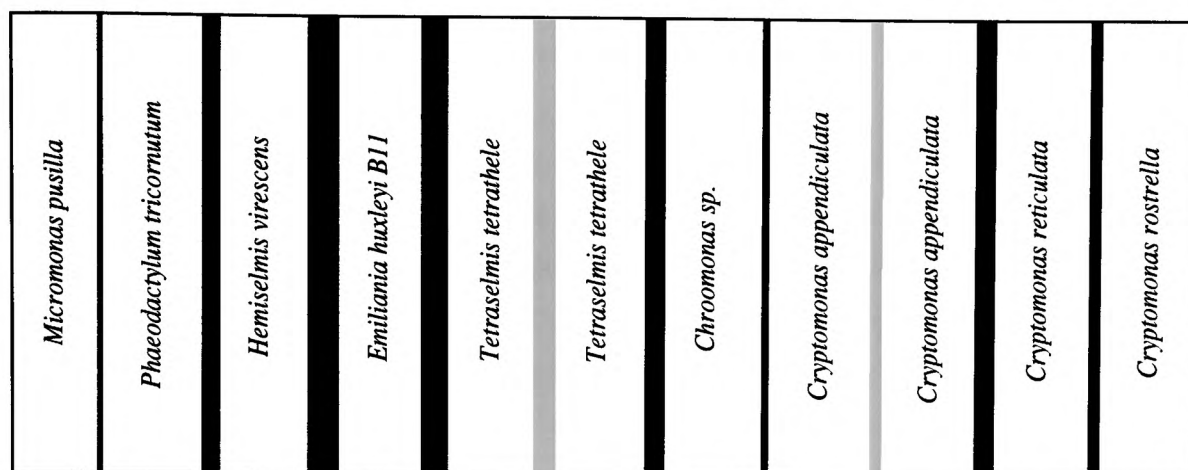 Micromonas pusilla
Phaeodactylum tricornutum
Hemiselmis virescens
Emiliania huxleyi B11
Tetraselmis tetrathele
Tetraselmis tetrathele
Chroomonas sp.
Cryptomonas appendiculata
Cryptomonas appendiculata
Cryptomonas reticulata
Cryptomonas rostrella